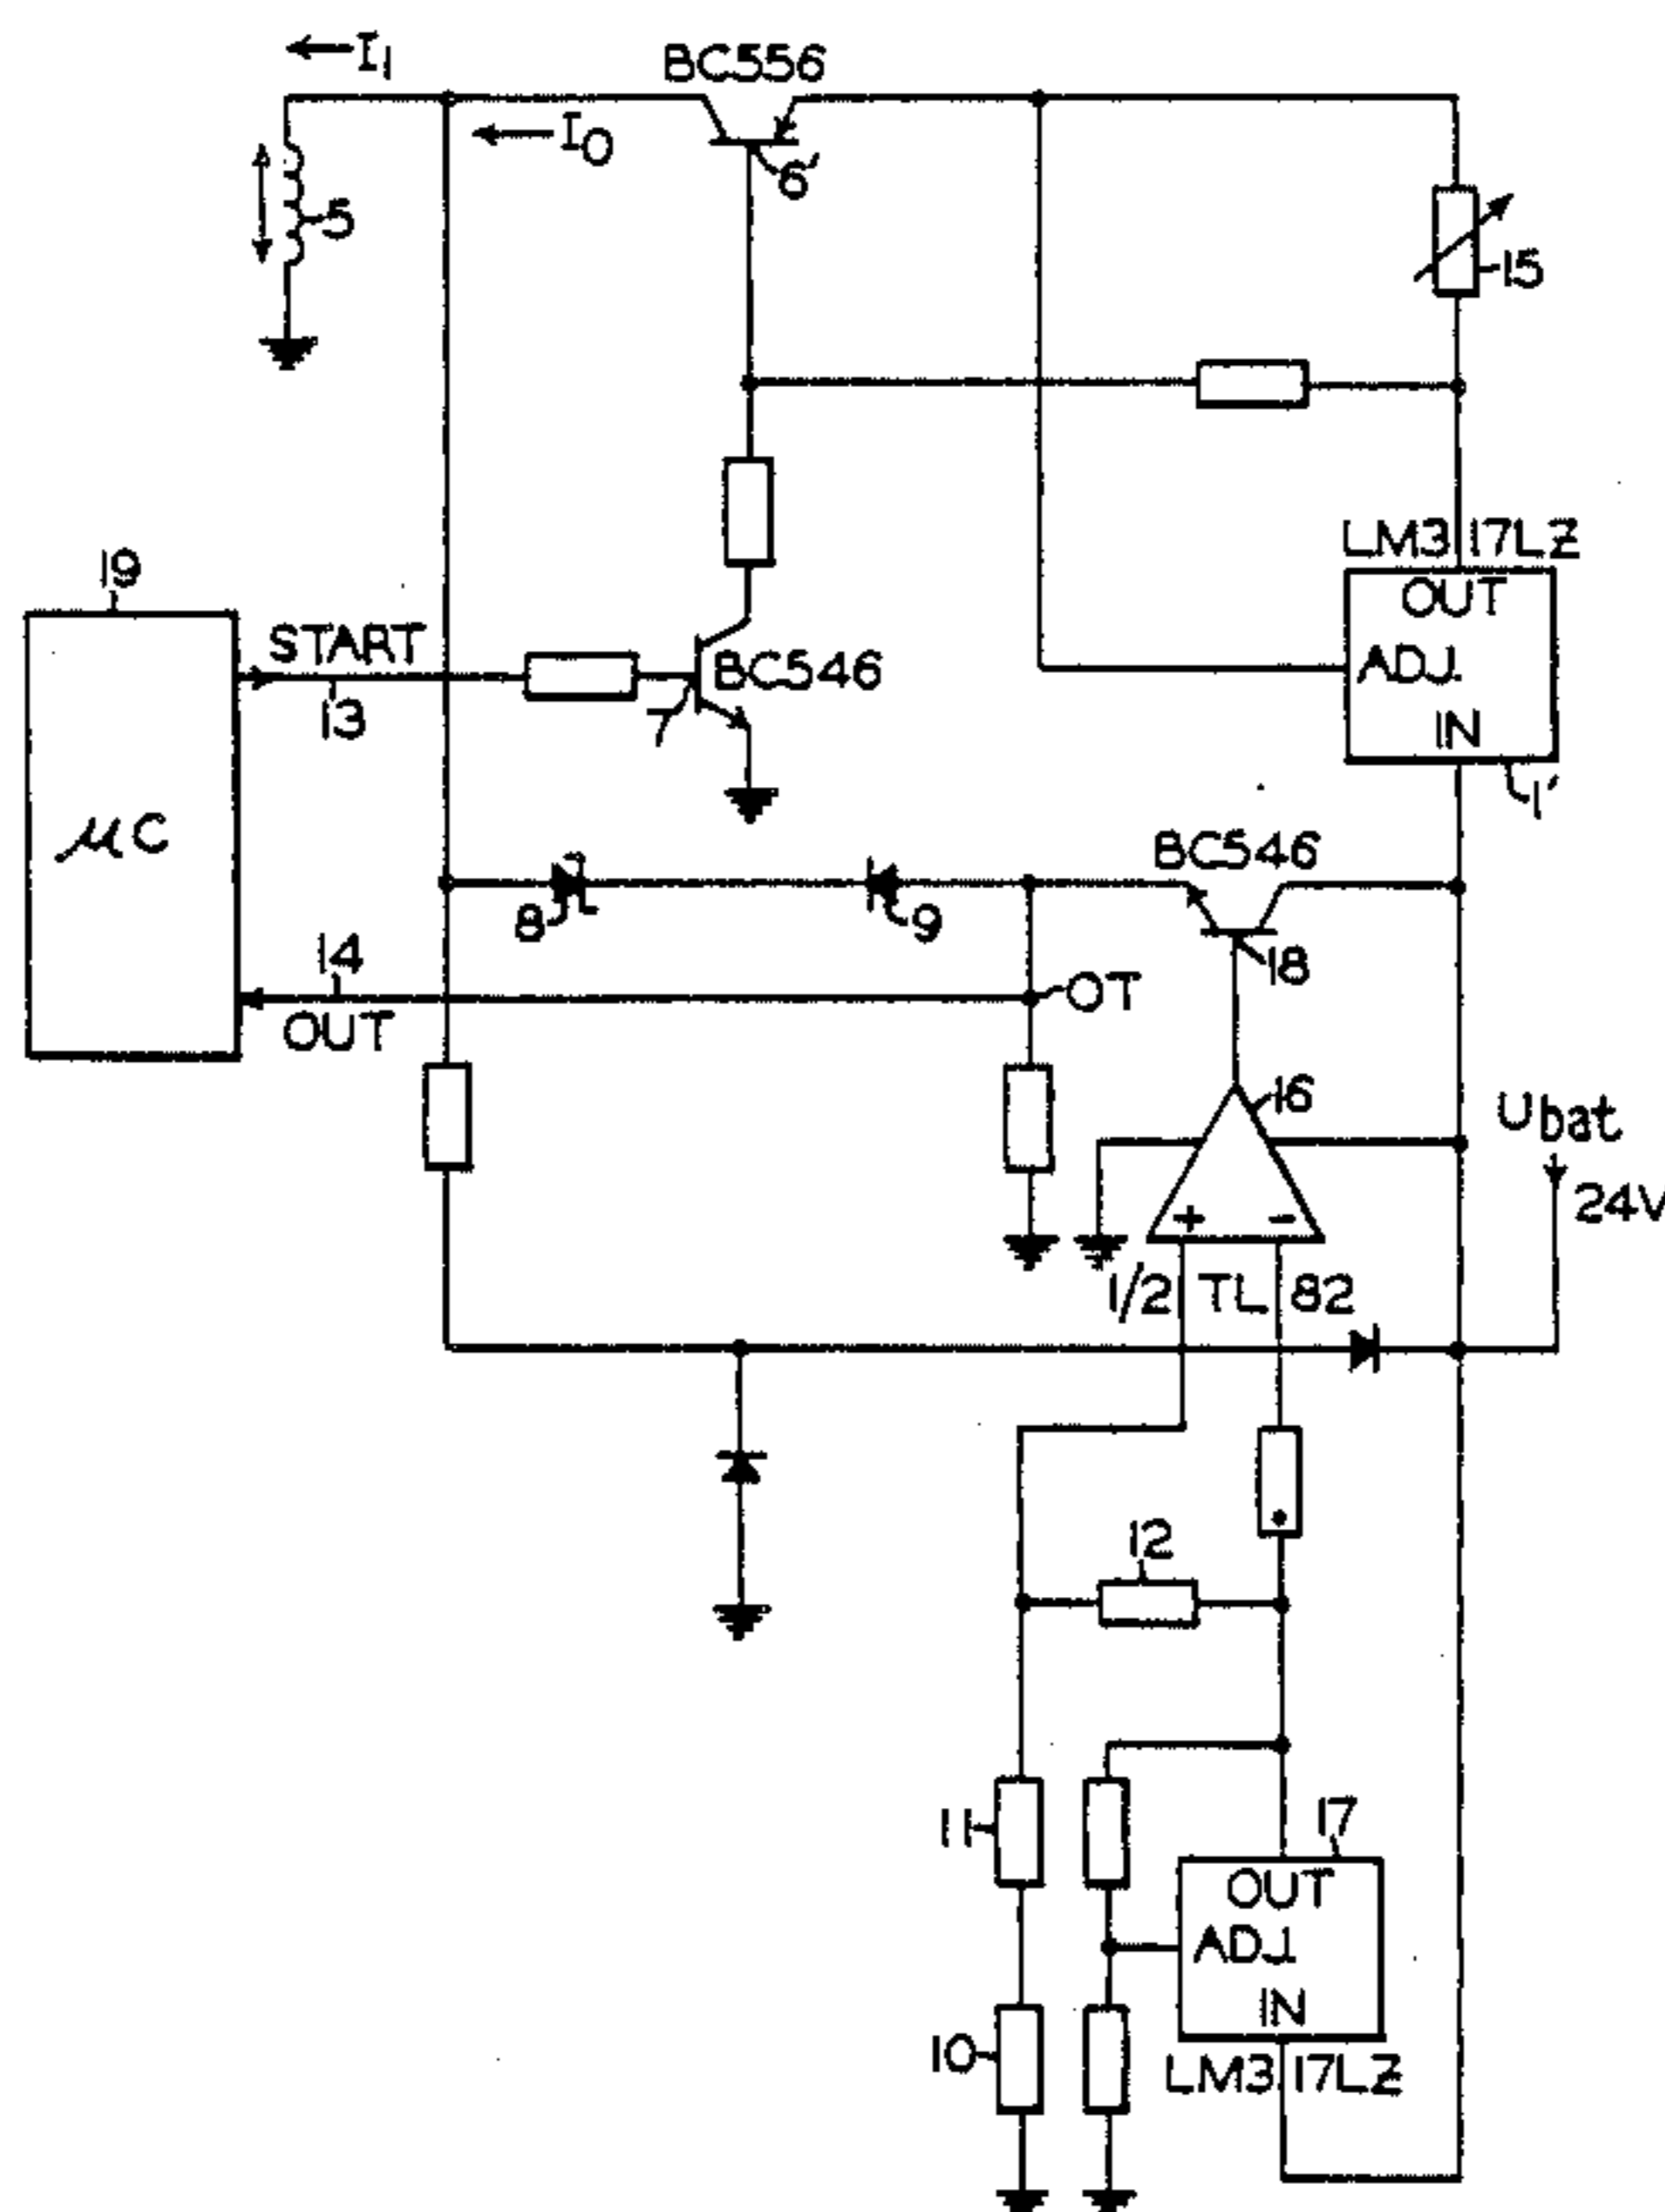 I1
BC556
I0
6'
5
15
LM317LZ
OUT
ADJ.
IN
1'
19
START
13
BC546
7
μC
BC546
8
9
18
14
OUT
OT
16
Ubat
24V
+ -
1/2 TL 82
12
11
17
OUT
ADJ.
IN
10
LM317LZ